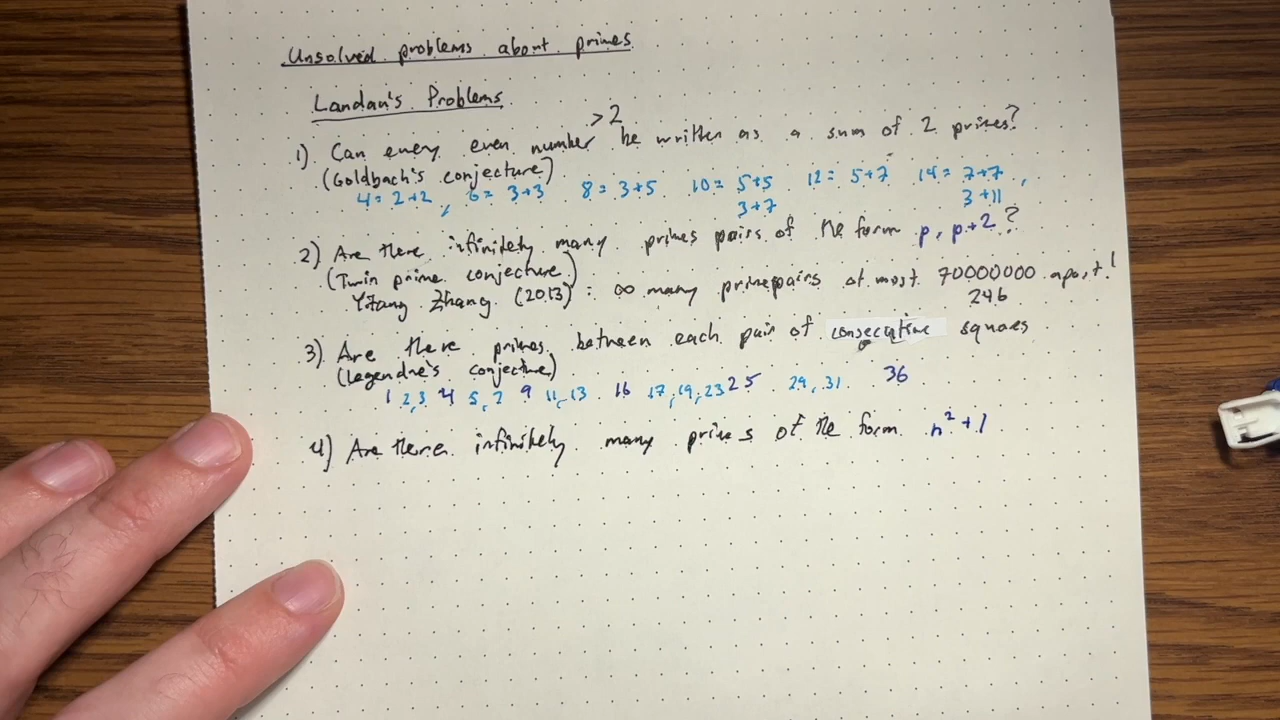 Unsolved problems about primes
Landau's Problems
>2
1) Can every even number be written as a sum of 2 primes?
(Goldbach's conjecture)
4=2+2, 6=3+3 8=3+5 10=5+5 12=5+7 14=7+7,
3+7 3+11
2) Are there infinitely many primes pairs of the form p, p+2?
(Twin prime conjecture)
Yitang Zhang (2013): ∞ many prime pairs at most 70000000 apart!
246
3) Are there primes between each pair of consecutive squares
(Legendre's conjecture)
1 2,3 4 5,7 9 11,13 16 17,19,23 25 29,31 36
4) Are there infinitely many primes of the form n²+1